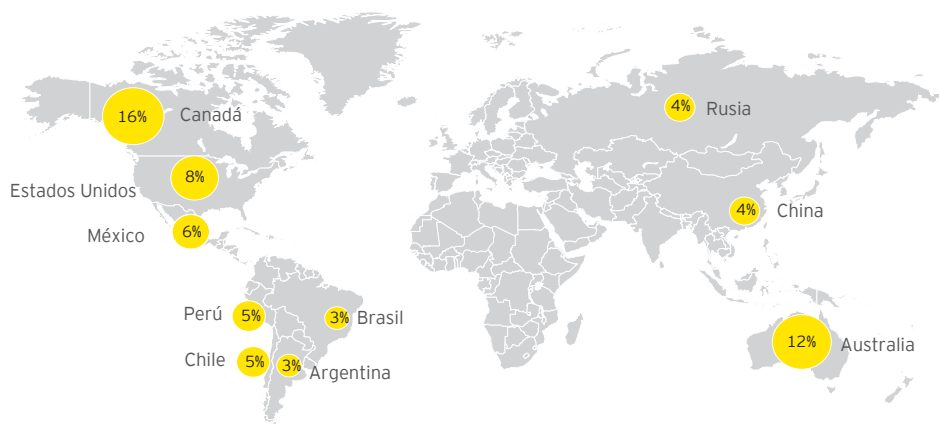 16% Canadá
8%
Estados Unidos
México 6%
4% Rusia
4% China
Perú 5%
3% Brasil
Chile 5%
3% Argentina
12% Australia